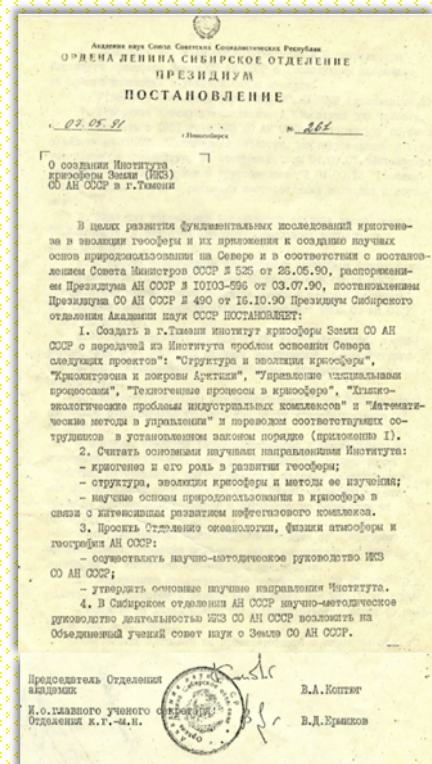 Академия наук Союза Советских Социалистических Республик
ОРДЕНА ЛЕНИНА СИБИРСКОЕ ОТДЕЛЕНИЕ
ПРЕЗИДИУМ
ПОСТАНОВЛЕНИЕ
07.05.91 № 267
г.Новосибирск
О создании Института
криосферы Земли (ИКЗ)
СО АН СССР в г.Тюмени
В целях развития фундаментальных исследований криогене-
за в эволюции геосферы и их приложения к созданию научных
основ природопользования на Севере и в соответствии с постанов-
лением Совета Министров СССР № 525 от 26.05.90, распоряжени-
ем Президиума АН СССР № 10103-596 от 03.07.90, постановлением
Президиума СО АН СССР № 490 от 16.10.90 Президиум Сибирского
отделения Академии наук СССР ПОСТАНОВЛЯЕТ:
1. Создать в г.Тюмени институт криосферы Земли СО АН
СССР с передачей из Института проблем освоения Севера
следующих проектов: "Структура и эволюция криосферы",
"Криолитозона и покровы Арктики", "Управление
процессами", "Техногенные процессы в криосфере", "Химико-
экологические проблемы индустриальных комплексов" и "Математи-
ческие методы в управлении" и переводом соответствующих со-
трудников в установленном законом порядке (приложение 1).
2. Считать основными научными направлениями Института:
- криогенез и его роль в развитии геосферы;
- структура, эволюция криосферы и методы ее изучения;
- научные основы природопользования в криосфере в
связи с интенсивным развитием нефтегазового комплекса.
3. Просить Отделение океанологии, физики атмосферы и
географии АН СССР:
- осуществлять научно-методическое руководство ИКЗ
СО АН СССР;
- утвердить основные научные направления Института.
4. В Сибирском отделении АН СССР научно-методическое
руководство деятельностью ИКЗ СО АН СССР возложить на
Объединенный ученый совет наук о Земле СО АН СССР.
Председатель Отделения
академик В.А.Коптюг
И.о.главного ученого секретаря
Отделения к.г.-м.н. В.Д.Ермиков